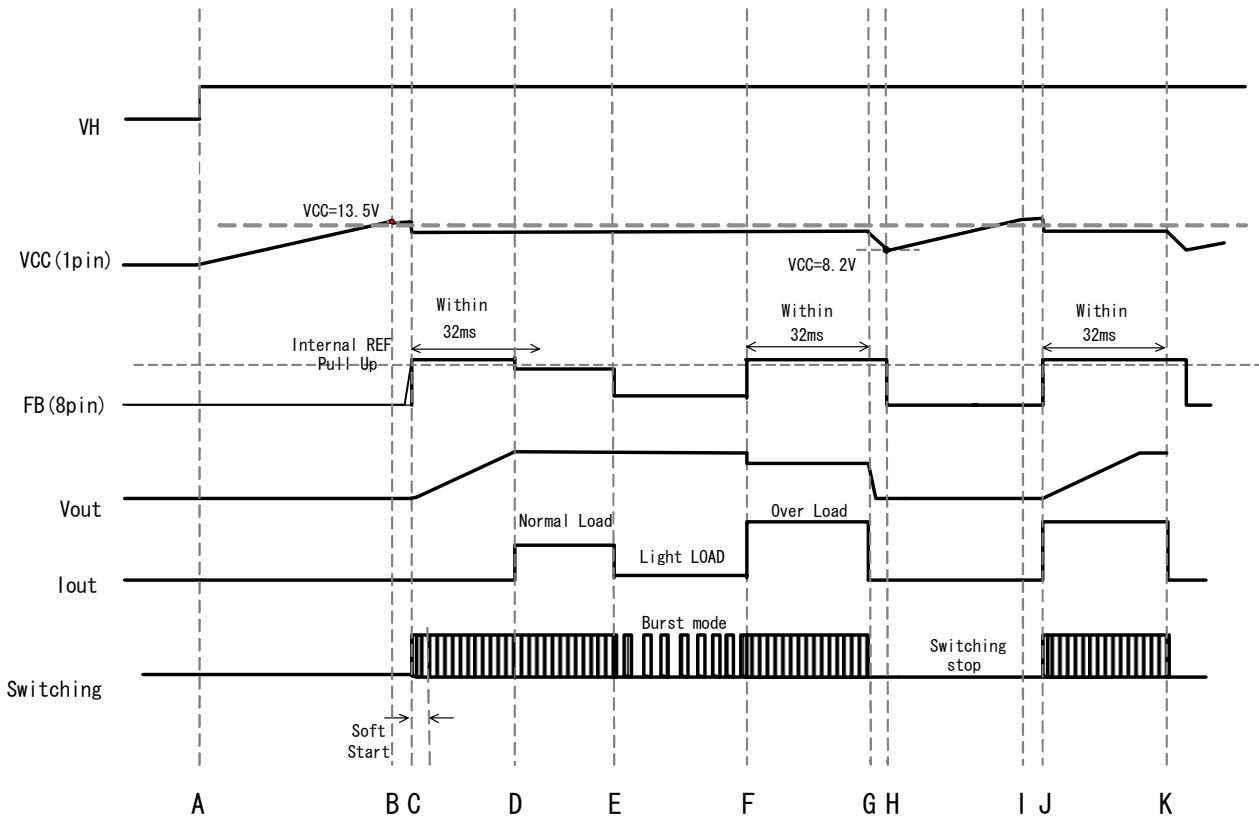 VH
VCC=13.5V
VCC(1pin)
VCC=8.2V
Within
32ms
Within
32ms
Within
32ms
Internal REF
Pull Up
FB(8pin)
Vout
Normal Load
Over Load
Light LOAD
Iout
Burst mode
Switching
stop
Switching
Soft
Start
A B C D E F G H I J K